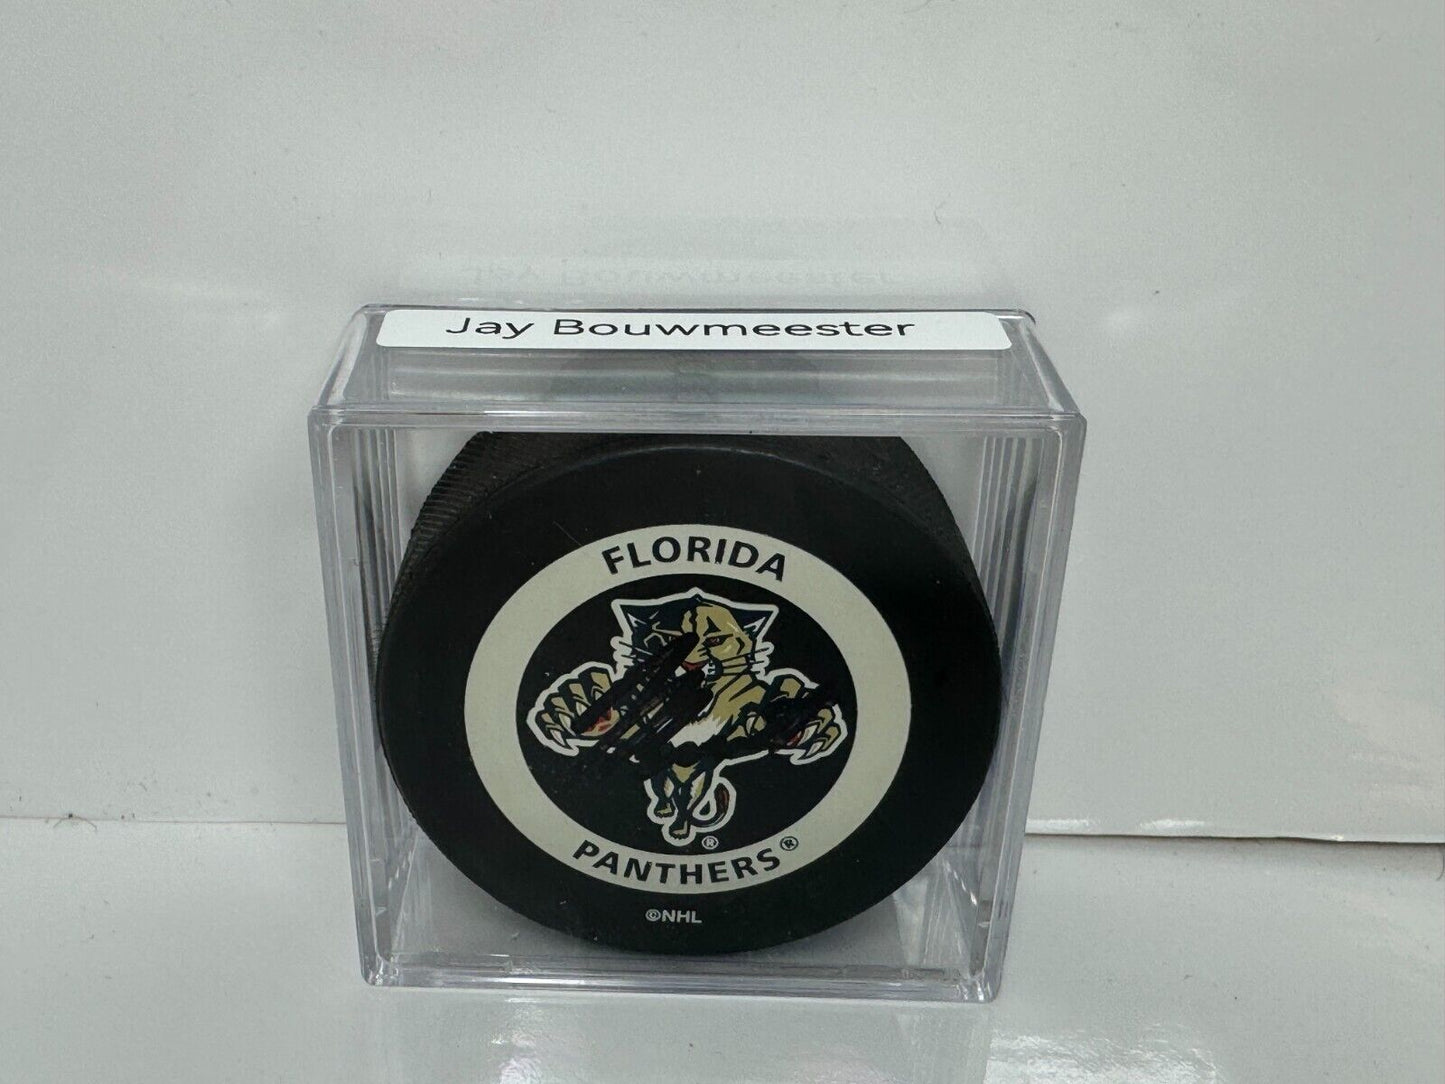 Jay Bouwmeester
FLORIDA
®
PANTHERS®
©NHL